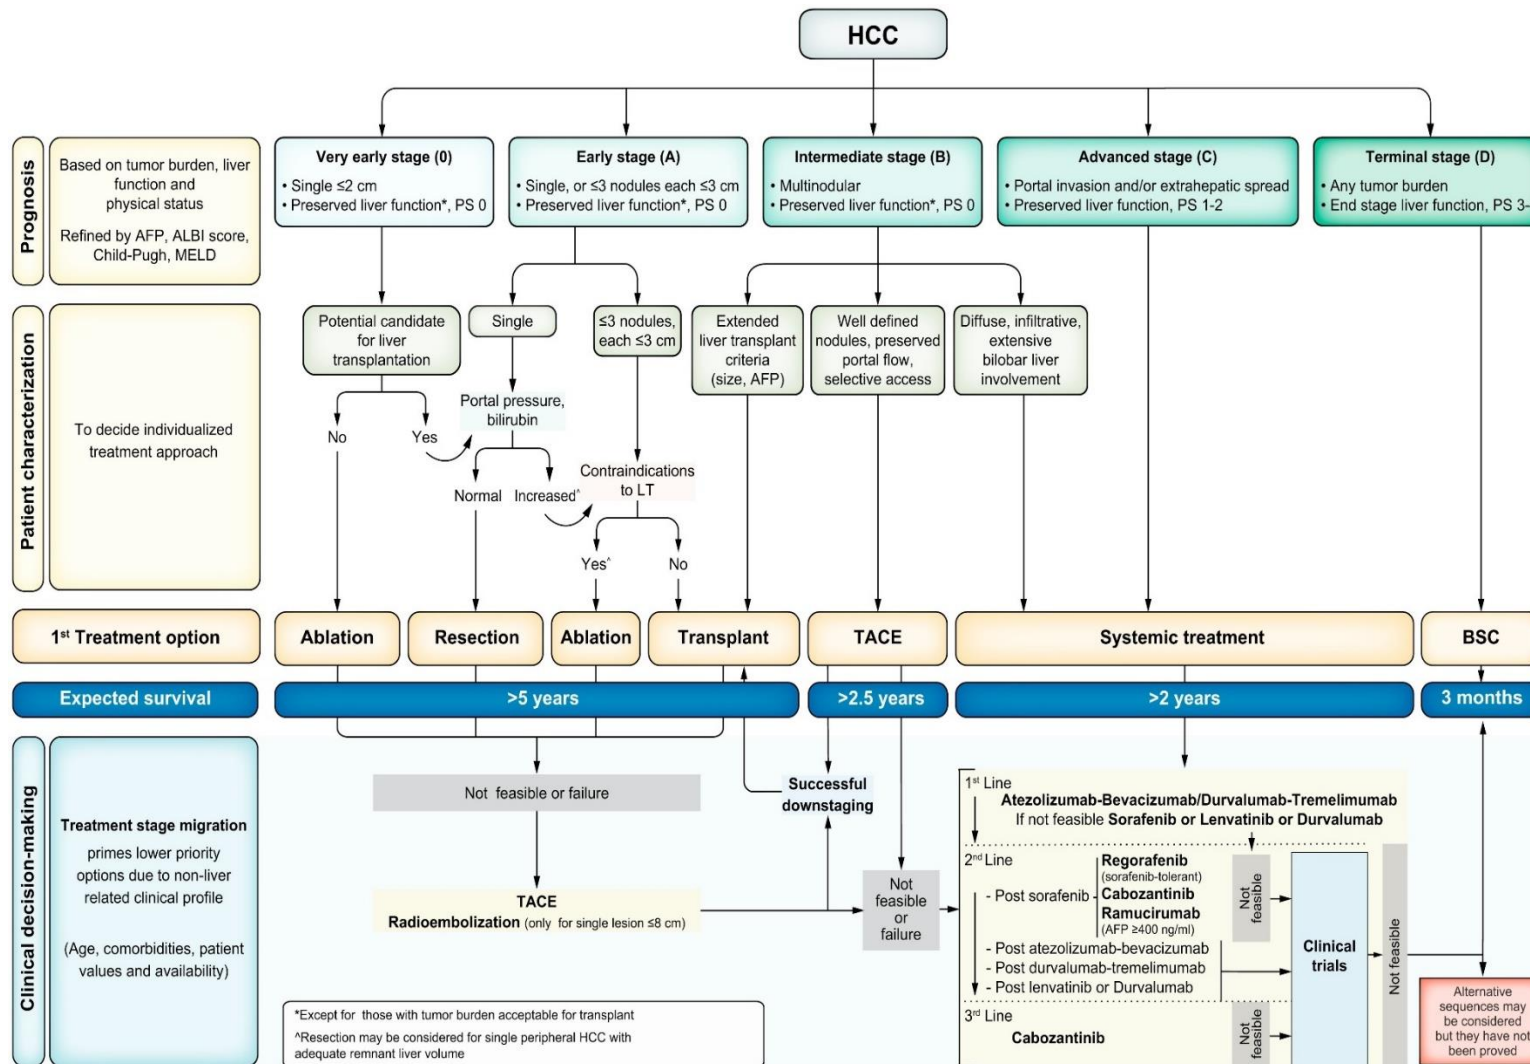 HCC
Prognosis
Based on tumor burden, liver
function and
physical status
Refined by AFP, ALBI score,
Child-Pugh, MELD
Very early stage (0)
• Single ≤2 cm
• Preserved liver function*, PS 0
Early stage (A)
• Single, or ≤3 nodules each ≤3 cm
• Preserved liver function*, PS 0
Intermediate stage (B)
• Multinodular
• Preserved liver function*, PS 0
Advanced stage (C)
• Portal invasion and/or extrahepatic spread
• Preserved liver function, PS 1-2
Terminal stage (D)
• Any tumor burden
• End stage liver function, PS 3-
Patient characterization
To decide individualized
treatment approach
Potential candidate
for liver
transplantation
Single
≤3 nodules,
each ≤3 cm
Extended
liver transplant
criteria
(size, AFP)
Well defined
nodules, preserved
portal flow,
selective access
Diffuse, infiltrative,
extensive
bilobar liver
involvement
Portal pressure,
bilirubin
No
Yes
Normal
Increased^
Contraindications
to LT
Yes^
No
1st Treatment option
Ablation
Resection
Ablation
Transplant
TACE
Systemic treatment
BSC
Expected survival
>5 years
>2.5 years
>2 years
3 months
Clinical decision-making
Treatment stage migration
primes lower priority
options due to non-liver
related clinical profile
(Age, comorbidities, patient
values and availability)
Not feasible or failure
Successful
downstaging
TACE
Radioembolization (only for single lesion ≤8 cm)
Not
feasible
or
failure
1st Line
Atezolizumab-Bevacizumab/Durvalumab-Tremelimumab
If not feasible Sorafenib or Lenvatinib or Durvalumab
2nd Line
- Post sorafenib
Regorafenib
(sorafenib-tolerant)
Cabozantinib
Ramucirumab
(AFP ≥400 ng/ml)
Not
feasible
- Post atezolizumab-bevacizumab
- Post durvalumab-tremelimumab
- Post lenvatinib or Durvalumab
Clinical
trials
Not feasible
3rd Line
Cabozantinib
Not
feasible
Alternative
sequences may
be considered
but they have not
been proved
*Except for those with tumor burden acceptable for transplant
^Resection may be considered for single peripheral HCC with
adequate remnant liver volume